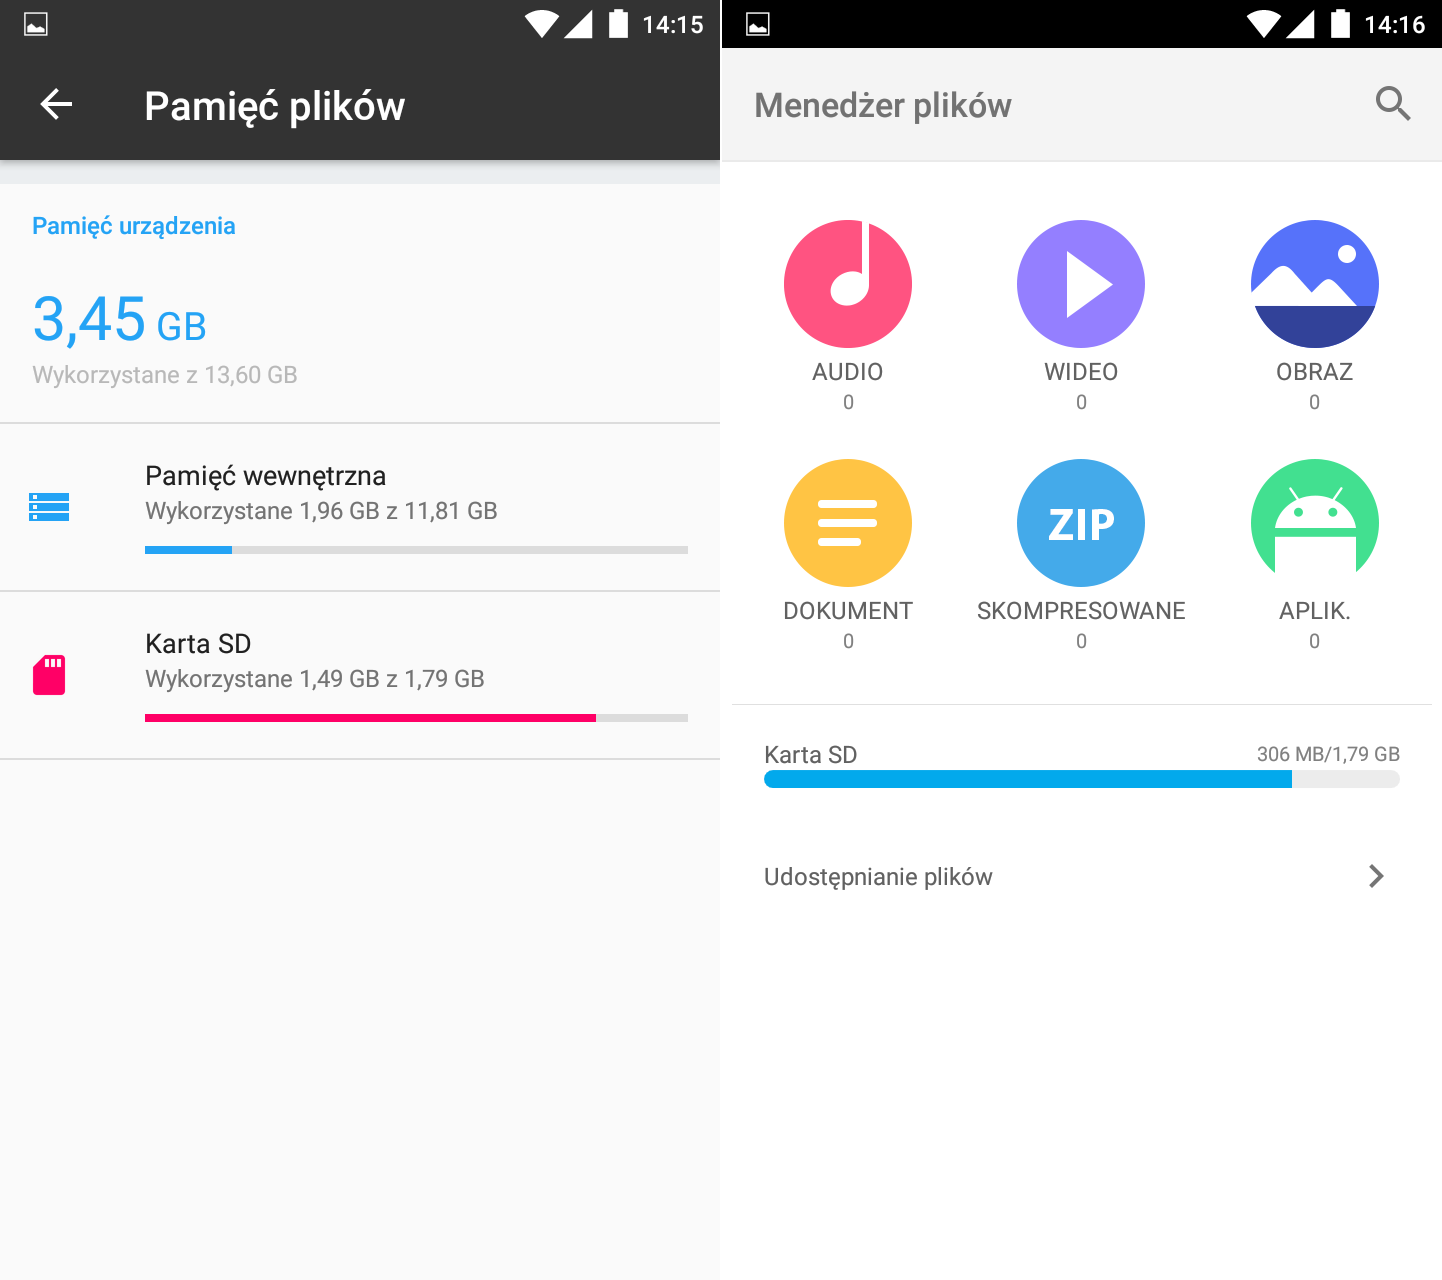 14:15
Pamięć plików
Pamięć urządzenia
3,45 GB
Wykorzystane z 13,60 GB
Pamięć wewnętrzna
Wykorzystane 1,96 GB z 11,81 GB
Karta SD
Wykorzystane 1,49 GB z 1,79 GB
14:16
Menedżer plików
AUDIO
0
WIDEO
0
OBRAZ
0
DOKUMENT
0
ZIP
SKOMPRESOWANE
0
APLIK.
0
Karta SD
306 MB/1,79 GB
Udostępnianie plików